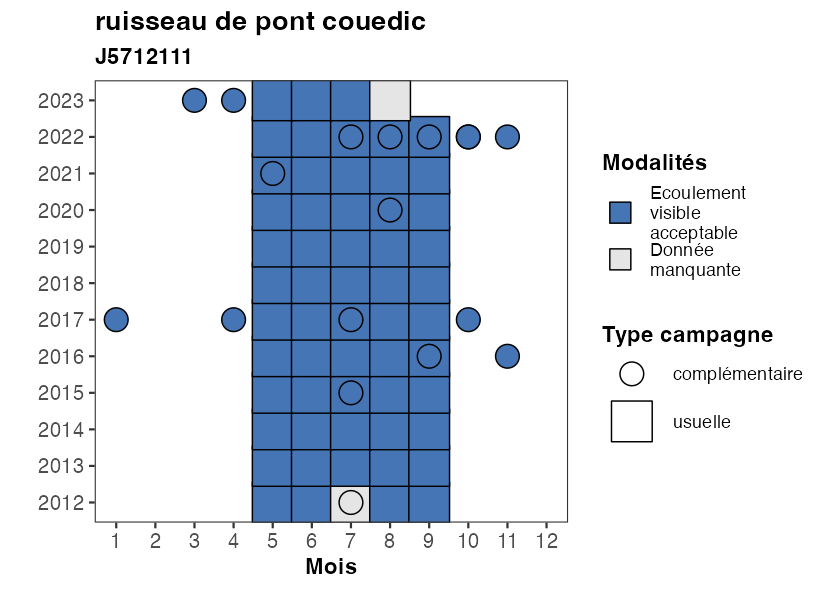 ruisseau de pont couedic
J5712111
2023
2022
2021
2020
2019
2018
2017
2016
2015
2014
2013
2012
1 2 3 4 5 6 7 8 9 10 11 12
Mois
Modalités
Ecoulement
visible
acceptable
Donnée
manquante
Type campagne
complémentaire
usuelle